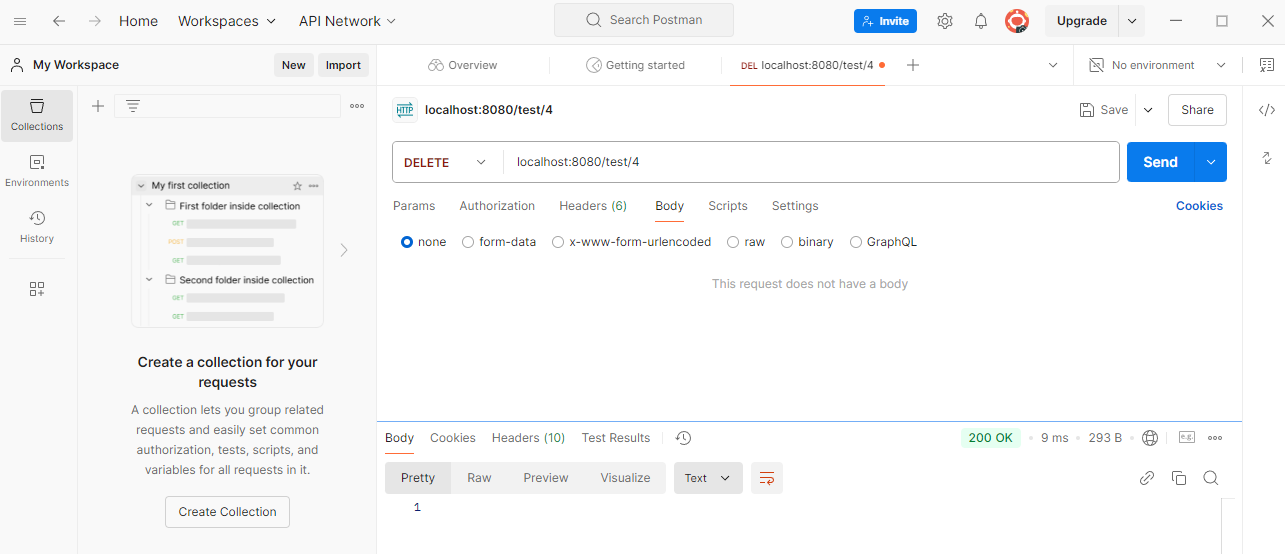 Home Workspaces API Network Search Postman Invite Upgrade
My Workspace New Import Overview Getting started DEL localhost:8080/test/4 No environment
Collections
Environments
History
My first collection
First folder inside collection
GET
POST
GET
Second folder inside collection
GET
GET
Create a collection for your
requests
A collection lets you group related
requests and easily set common
authorization, tests, scripts, and
variables for all requests in it.
Create Collection
HTTP localhost:8080/test/4 Save Share
DELETE localhost:8080/test/4 Send
Params Authorization Headers (6) Body Scripts Settings Cookies
none form-data x-www-form-urlencoded raw binary GraphQL
This request does not have a body
Body Cookies Headers (10) Test Results 200 OK • 9 ms • 293 B e.g.
Pretty Raw Preview Visualize Text
1